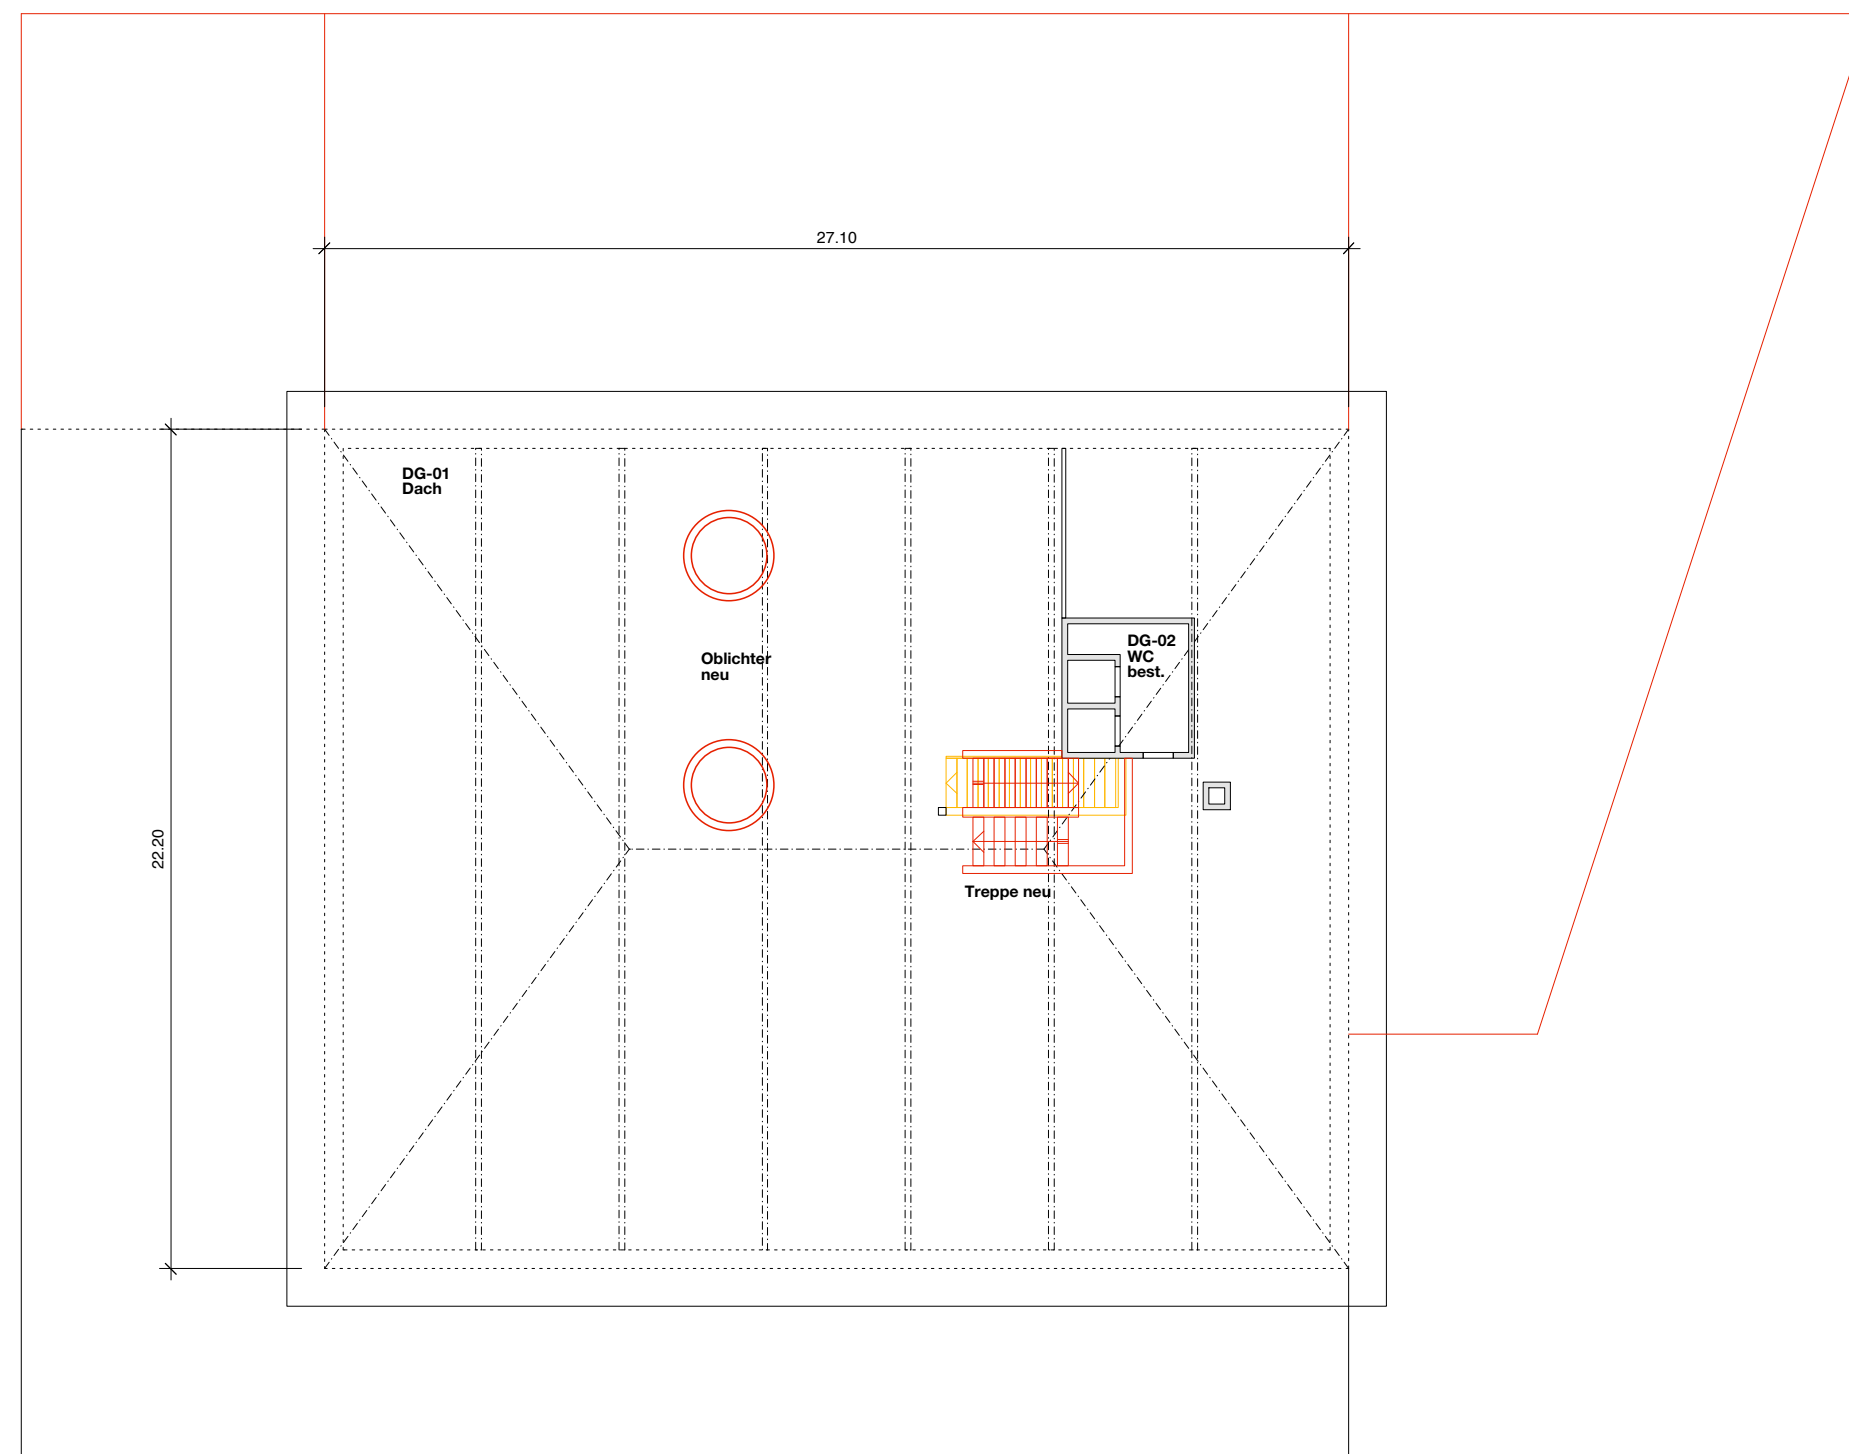 27.10
DG-01
Dach
Oblichter
neu
DG-02
WC
best.
22.20
Treppe neu